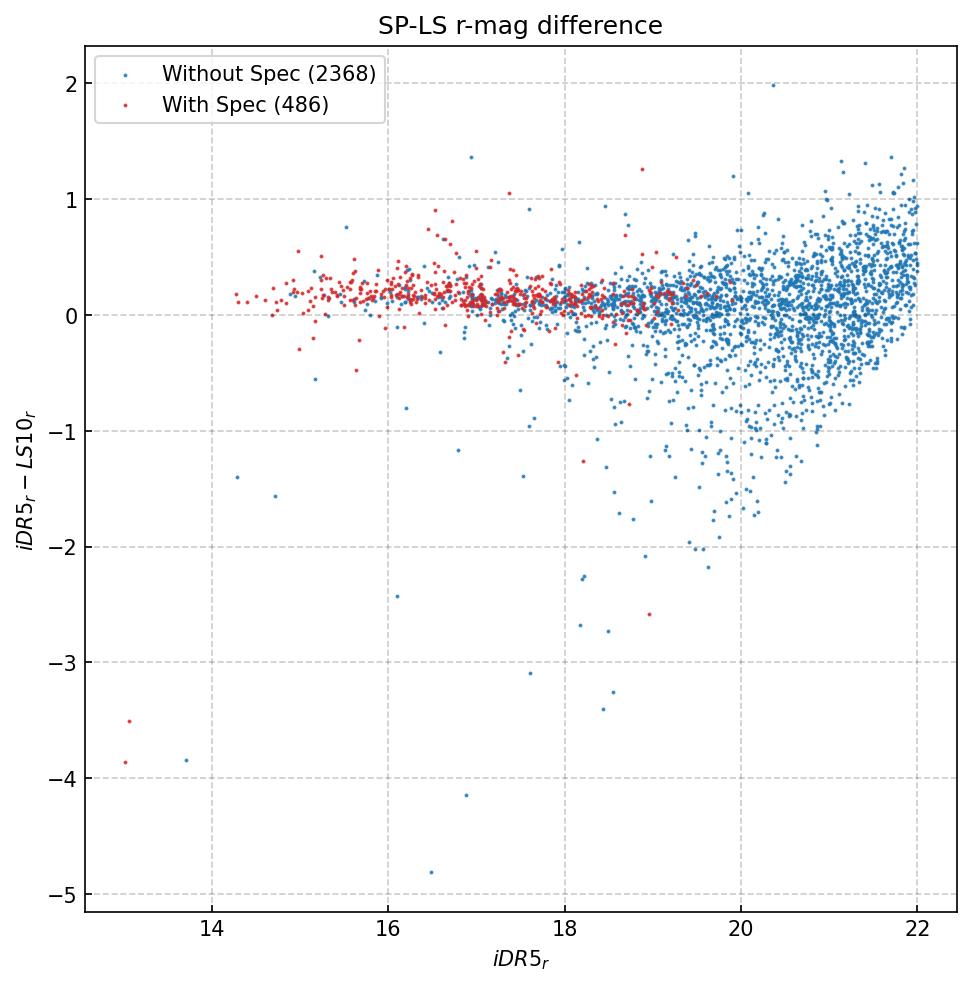 SP-LS r-mag difference
Without Spec (2368)
With Spec (486)
2
1
0
−1
−2
−3
−4
−5
iDR5r − LS10r
14 16 18 20 22
iDR5r